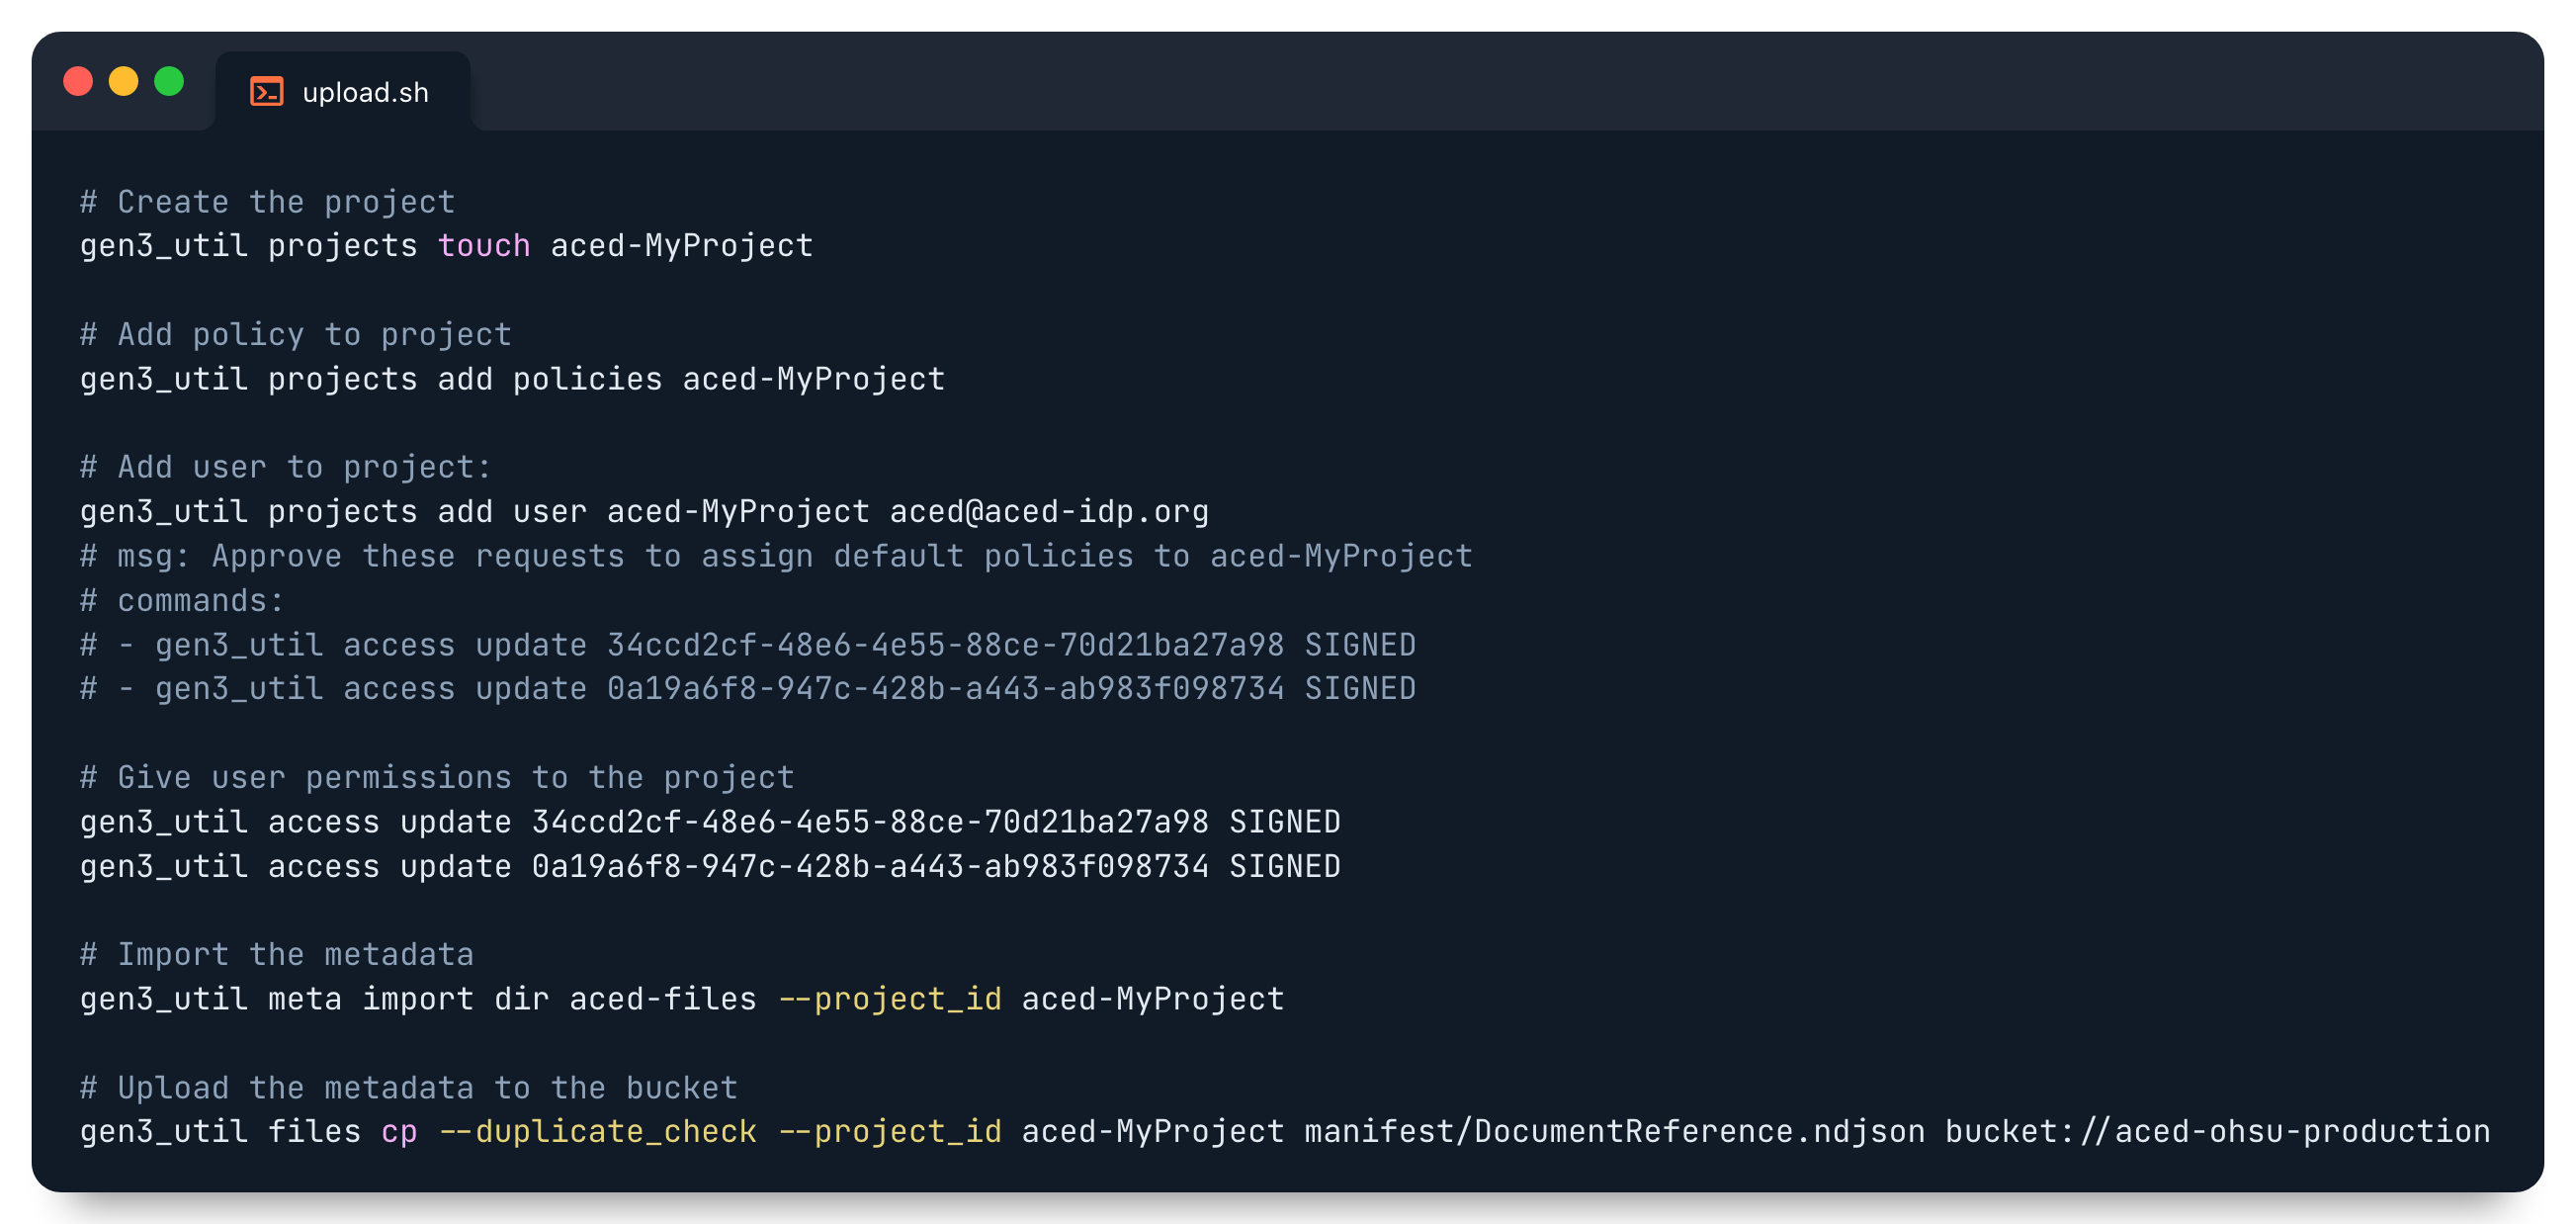 upload.sh
# Create the project
gen3_util projects touch aced-MyProject
# Add policy to project
gen3_util projects add policies aced-MyProject
# Add user to project:
gen3_util projects add user aced-MyProject aced@aced-idp.org
# msg: Approve these requests to assign default policies to aced-MyProject
# commands:
# - gen3_util access update 34ccd2cf-48e6-4e55-88ce-70d21ba27a98 SIGNED
# - gen3_util access update 0a19a6f8-947c-428b-a443-ab983f098734 SIGNED
# Give user permissions to the project
gen3_util access update 34ccd2cf-48e6-4e55-88ce-70d21ba27a98 SIGNED
gen3_util access update 0a19a6f8-947c-428b-a443-ab983f098734 SIGNED
# Import the metadata
gen3_util meta import dir aced-files --project_id aced-MyProject
# Upload the metadata to the bucket
gen3_util files cp --duplicate_check --project_id aced-MyProject manifest/DocumentReference.ndjson bucket://aced-ohsu-production